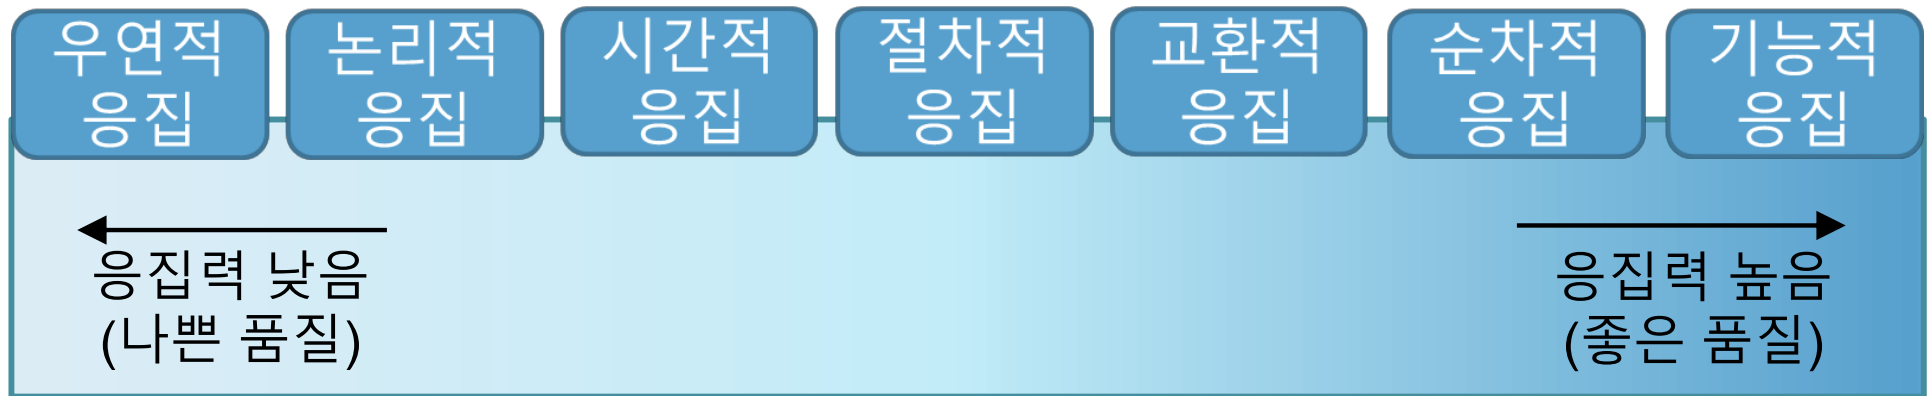 우연적
응집
논리적
응집
시간적
응집
절차적
응집
교환적
응집
순차적
응집
기능적
응집
응집력 낮음
(나쁜 품질)
응집력 높음
(좋은 품질)